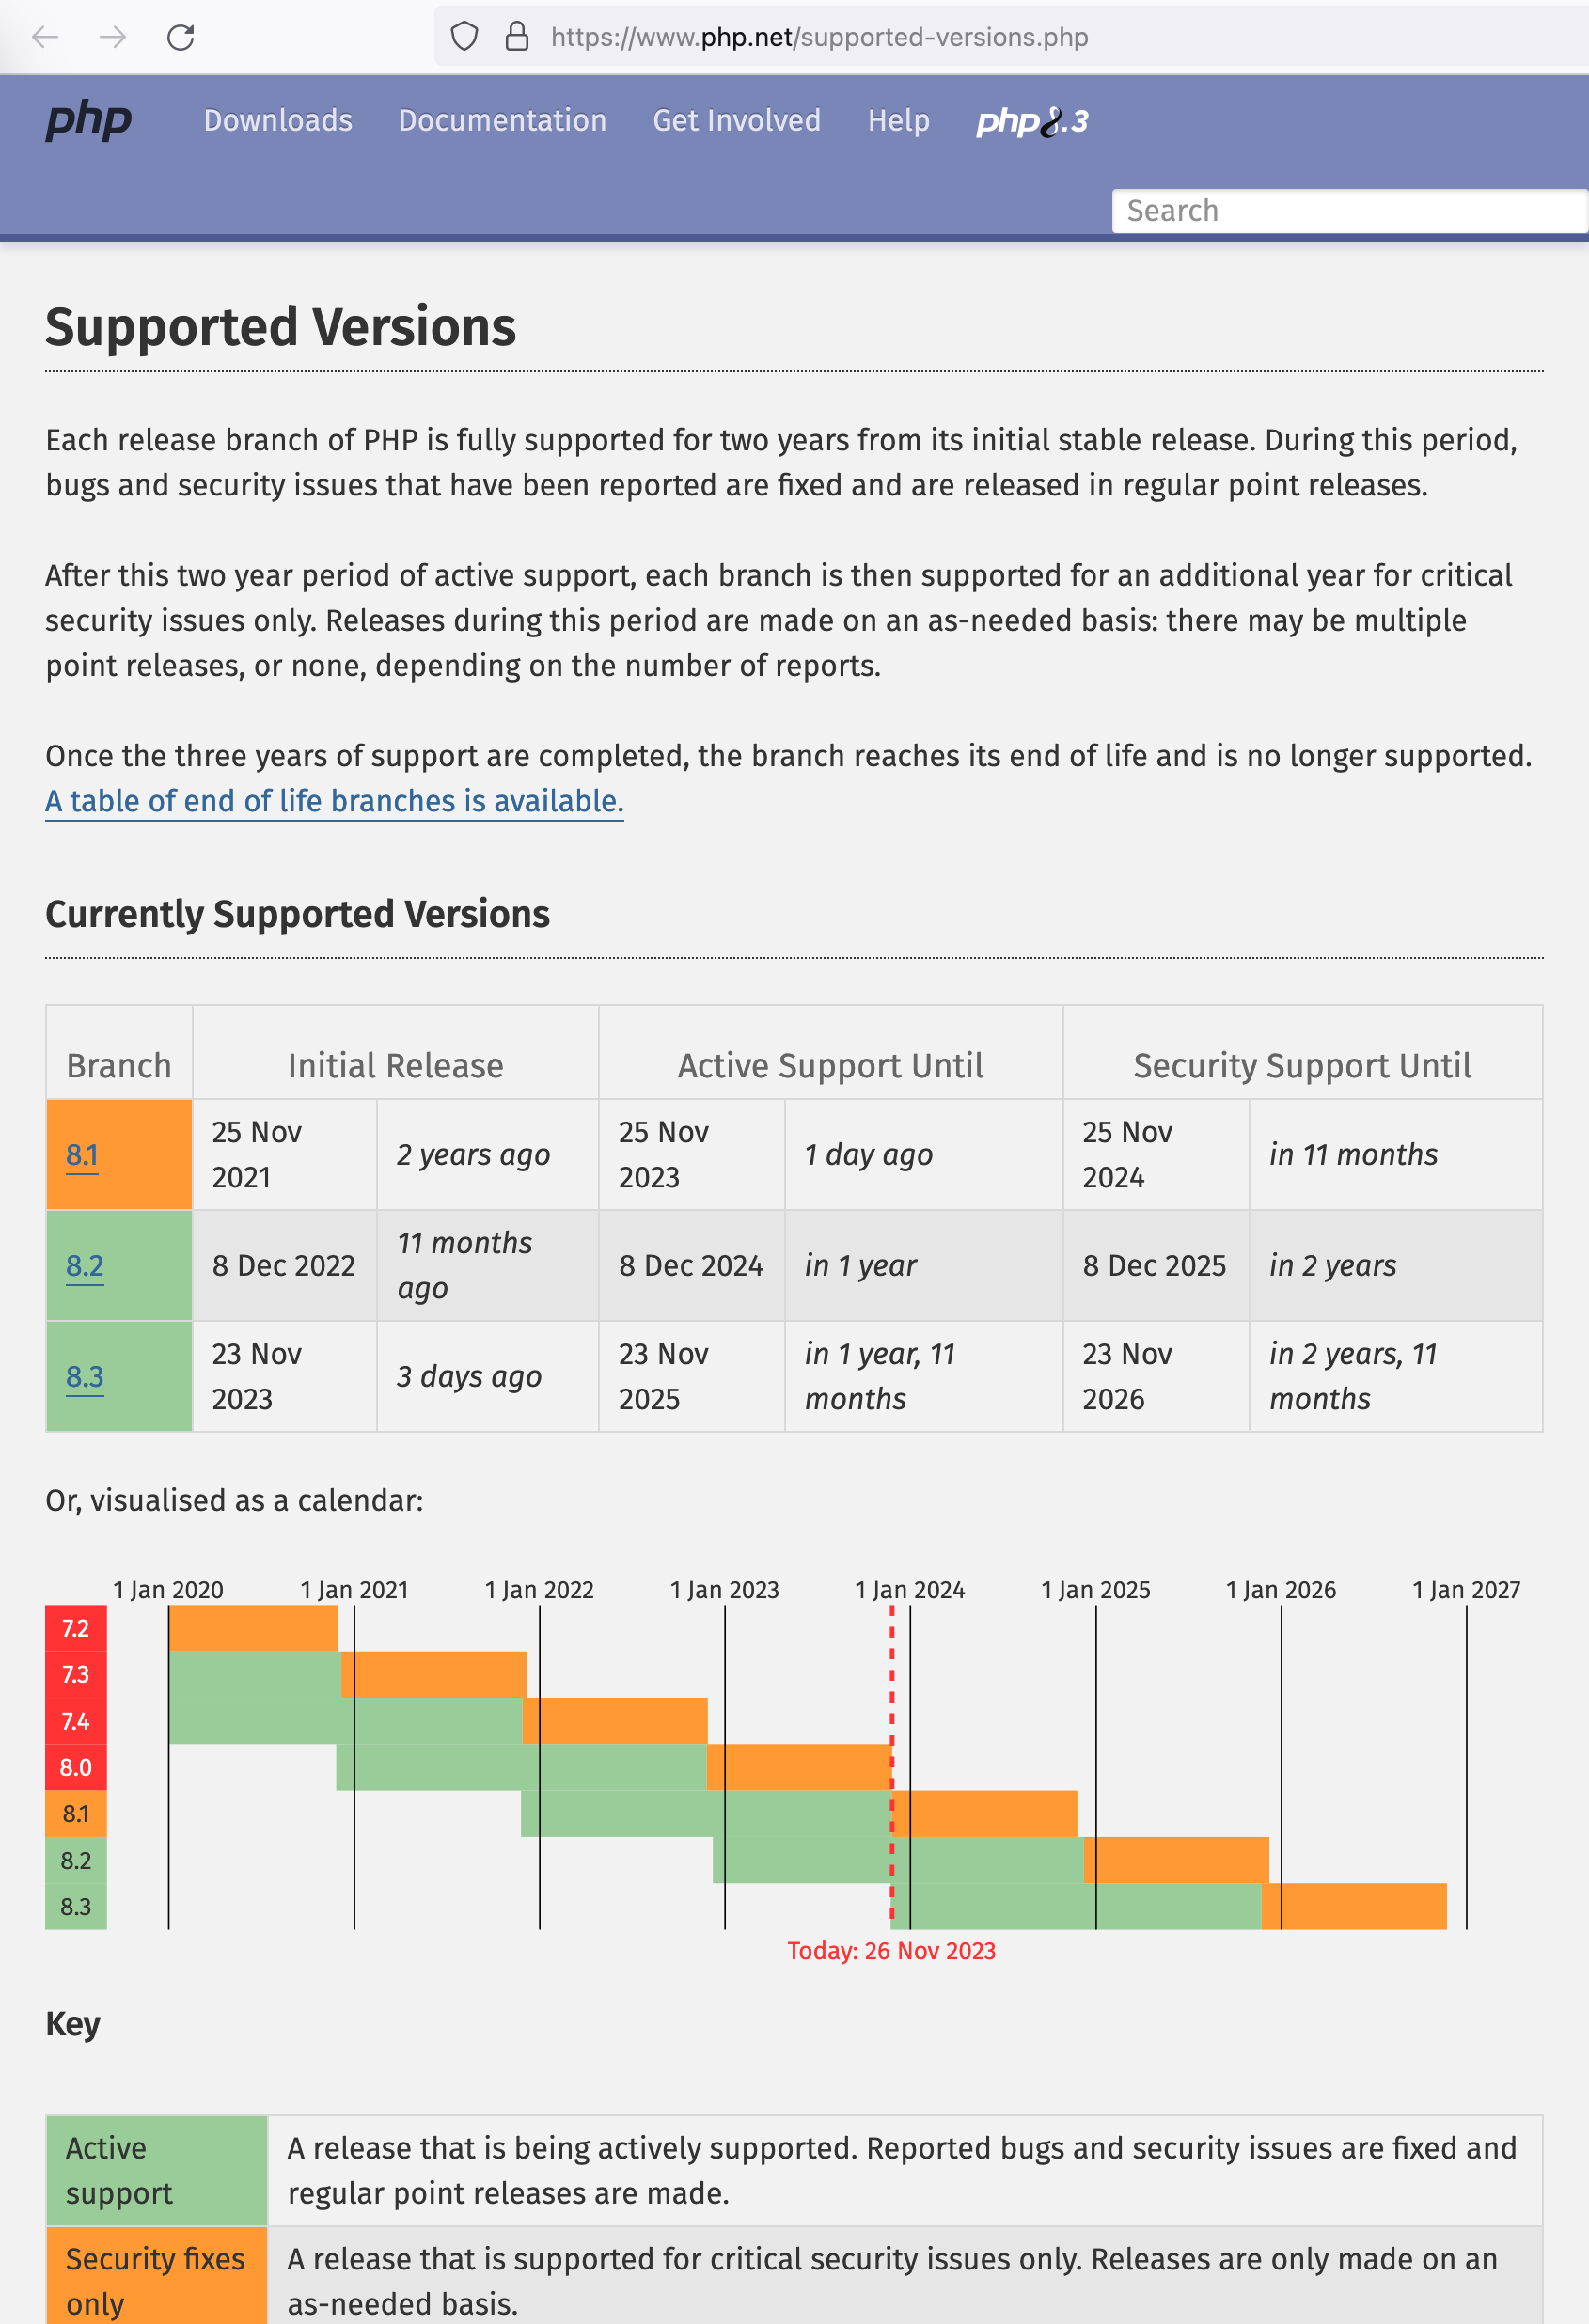 https://www.php.net/supported-versions.php
php Downloads Documentation Get Involved Help php8.3
Search
Supported Versions
Each release branch of PHP is fully supported for two years from its initial stable release. During this period,
bugs and security issues that have been reported are fixed and are released in regular point releases.
After this two year period of active support, each branch is then supported for an additional year for critical
security issues only. Releases during this period are made on an as-needed basis: there may be multiple
point releases, or none, depending on the number of reports.
Once the three years of support are completed, the branch reaches its end of life and is no longer supported.
A table of end of life branches is available.
Currently Supported Versions
Branch Initial Release Active Support Until Security Support Until
8.1 25 Nov 2021 2 years ago 25 Nov 2023 1 day ago 25 Nov 2024 in 11 months
8.2 8 Dec 2022 11 months ago 8 Dec 2024 in 1 year 8 Dec 2025 in 2 years
8.3 23 Nov 2023 3 days ago 23 Nov 2025 in 1 year, 11 months 23 Nov 2026 in 2 years, 11 months
Or, visualised as a calendar:
1 Jan 2020 1 Jan 2021 1 Jan 2022 1 Jan 2023 1 Jan 2024 1 Jan 2025 1 Jan 2026 1 Jan 2027
7.2
7.3
7.4
8.0
8.1
8.2
8.3
Today: 26 Nov 2023
Key
Active support A release that is being actively supported. Reported bugs and security issues are fixed and
regular point releases are made.
Security fixes only A release that is supported for critical security issues only. Releases are only made on an
as-needed basis.